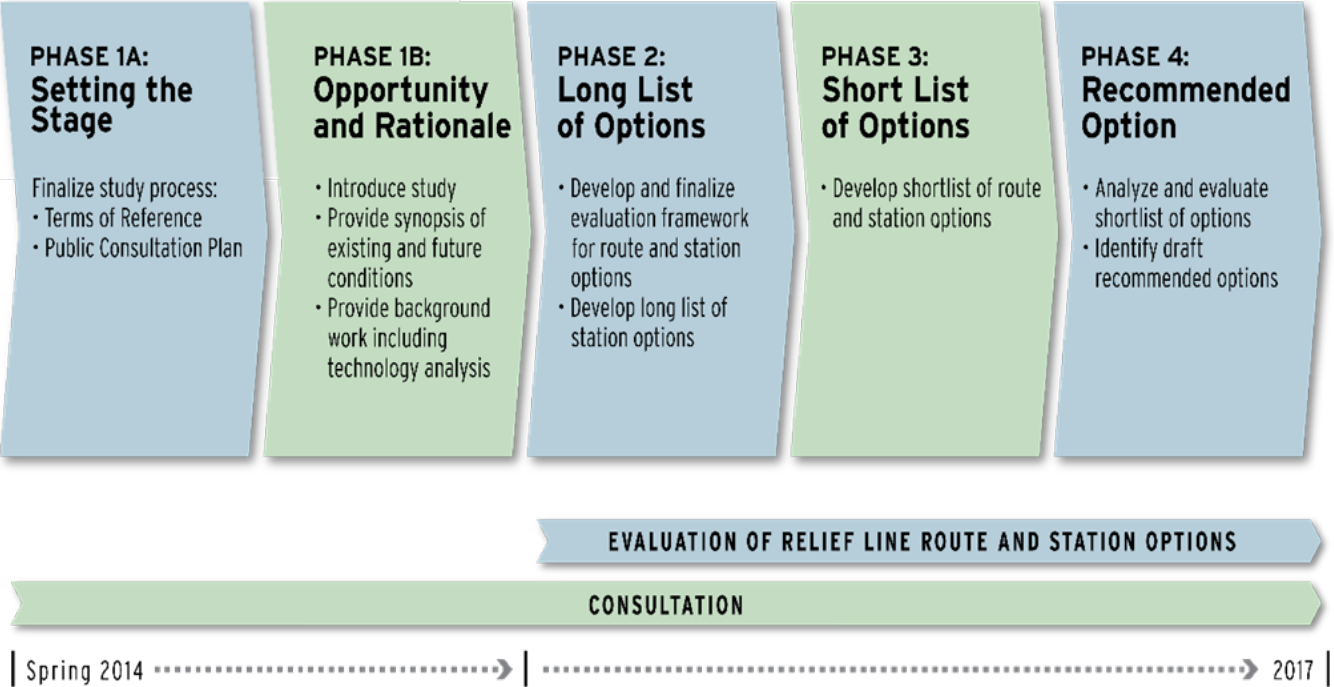 PHASE 1A:
Setting the
Stage
Finalize study process:
• Terms of Reference
• Public Consultation Plan
PHASE 1B:
Opportunity
and Rationale
• Introduce study
• Provide synopsis of
existing and future
conditions
• Provide background
work including
technology analysis
PHASE 2:
Long List
of Options
• Develop and finalize
evaluation framework
for route and station
options
• Develop long list of
station options
PHASE 3:
Short List
of Options
• Develop shortlist of route
and station options
PHASE 4:
Recommended
Option
• Analyze and evaluate
shortlist of options
• Identify draft
recommended options
EVALUATION OF RELIEF LINE ROUTE AND STATION OPTIONS
CONSULTATION
Spring 2014
2017